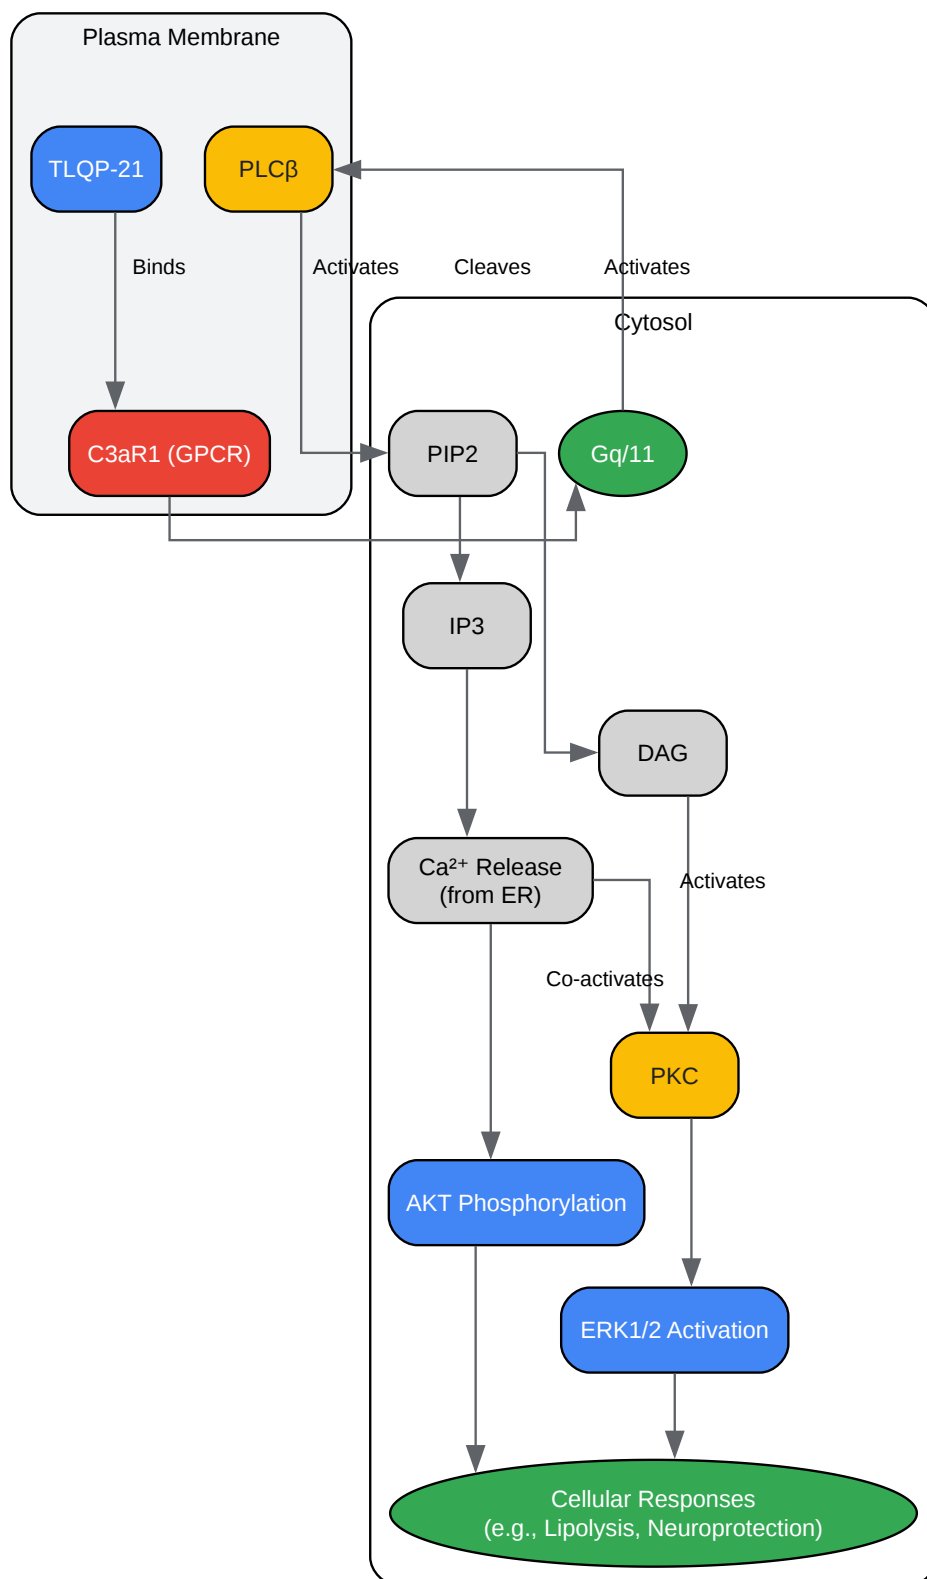 Plasma Membrane
TLQP-21
PLCβ
Binds
Activates
Cleaves
Activates
Cytosol
C3aR1 (GPCR)
PIP2
Gq/11
IP3
DAG
Ca²⁺ Release
(from ER)
Activates
Co-activates
PKC
AKT Phosphorylation
ERK1/2 Activation
Cellular Responses
(e.g., Lipolysis, Neuroprotection)